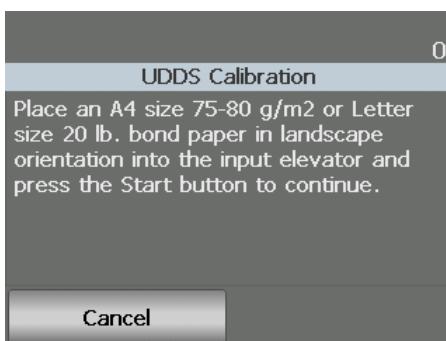 0
UDDS Calibration
Place an A4 size 75-80 g/m2 or Letter
size 20 lb. bond paper in landscape
orientation into the input elevator and
press the Start button to continue.
Cancel